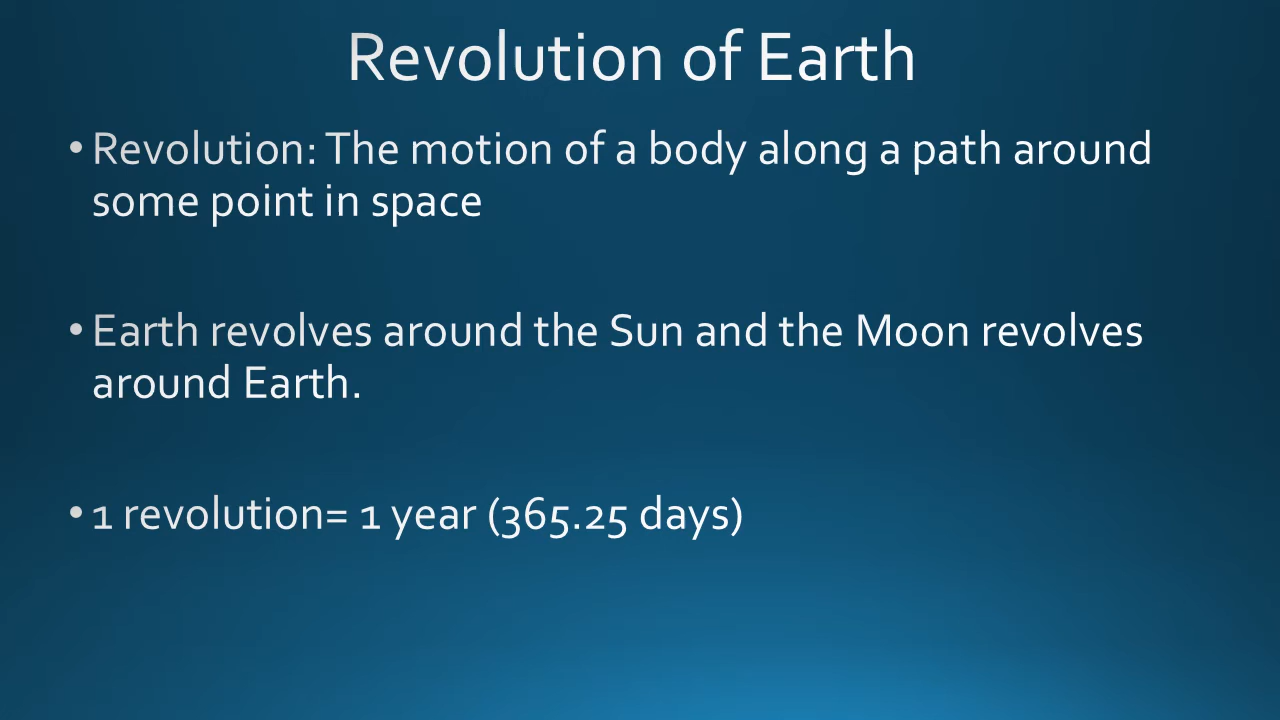 Revolution of Earth
• Revolution: The motion of a body along a path around
some point in space
• Earth revolves around the Sun and the Moon revolves
around Earth.
• 1 revolution= 1 year (365.25 days)